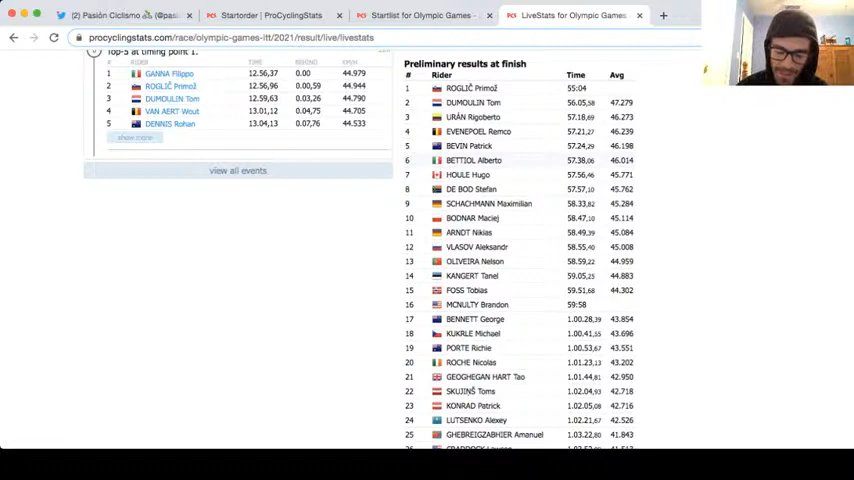 (2) Pasión Ciclismo 🚴 (@pasi
Startorder | ProCyclingStats
Startlist for Olympic Games -
LiveStats for Olympic Games
procyclingstats.com/race/olympic-games-itt/2021/result/live/livestats
Top-5 at timing point 1.
# RIDER TIME BEHIND KM/H
1 GANNA Filippo 12.56,37 0.00 44.979
2 ROGLIČ Primož 12.56,96 0.00,59 44.944
3 DUMOULIN Tom 12.59,63 0.03,26 44.790
4 VAN AERT Wout 13.01,12 0.04,75 44.705
5 DENNIS Rohan 13.04,13 0.07,76 44.533
show more
view all events
Preliminary results at finish
# Rider Time Avg
1 ROGLIČ Primož 55:04
2 DUMOULIN Tom 56.05,58 47.279
3 URÁN Rigoberto 57.18,69 46.273
4 EVENEPOEL Remco 57.21,27 46.239
5 BEVIN Patrick 57.24,29 46.198
6 BETTIOL Alberto 57.38,06 46.014
7 HOULE Hugo 57.56,46 45.771
8 DE BOD Stefan 57.57,10 45.762
9 SCHACHMANN Maximilian 58.33,82 45.284
10 BODNAR Maciej 58.47,10 45.114
11 ARNDT Nikias 58.49,39 45.084
12 VLASOV Aleksandr 58.55,40 45.008
13 OLIVEIRA Nelson 58.59,22 44.959
14 KANGERT Tanel 59.05,25 44.883
15 FOSS Tobias 59.51,68 44.302
16 MCNULTY Brandon 59:58
17 BENNETT George 1.00.28,39 43.854
18 KUKRLE Michael 1.00.41,55 43.696
19 PORTE Richie 1.00.53,67 43.551
20 ROCHE Nicolas 1.01.23,13 43.202
21 GEOGHEGAN HART Tao 1.01.44,81 42.950
22 SKUJIŅŠ Toms 1.02.04,93 42.718
23 KONRAD Patrick 1.02.05,08 42.716
24 LUTSENKO Alexey 1.02.21,67 42.526
25 GHEBREIGZABHIER Amanuel 1.03.22,80 41.843